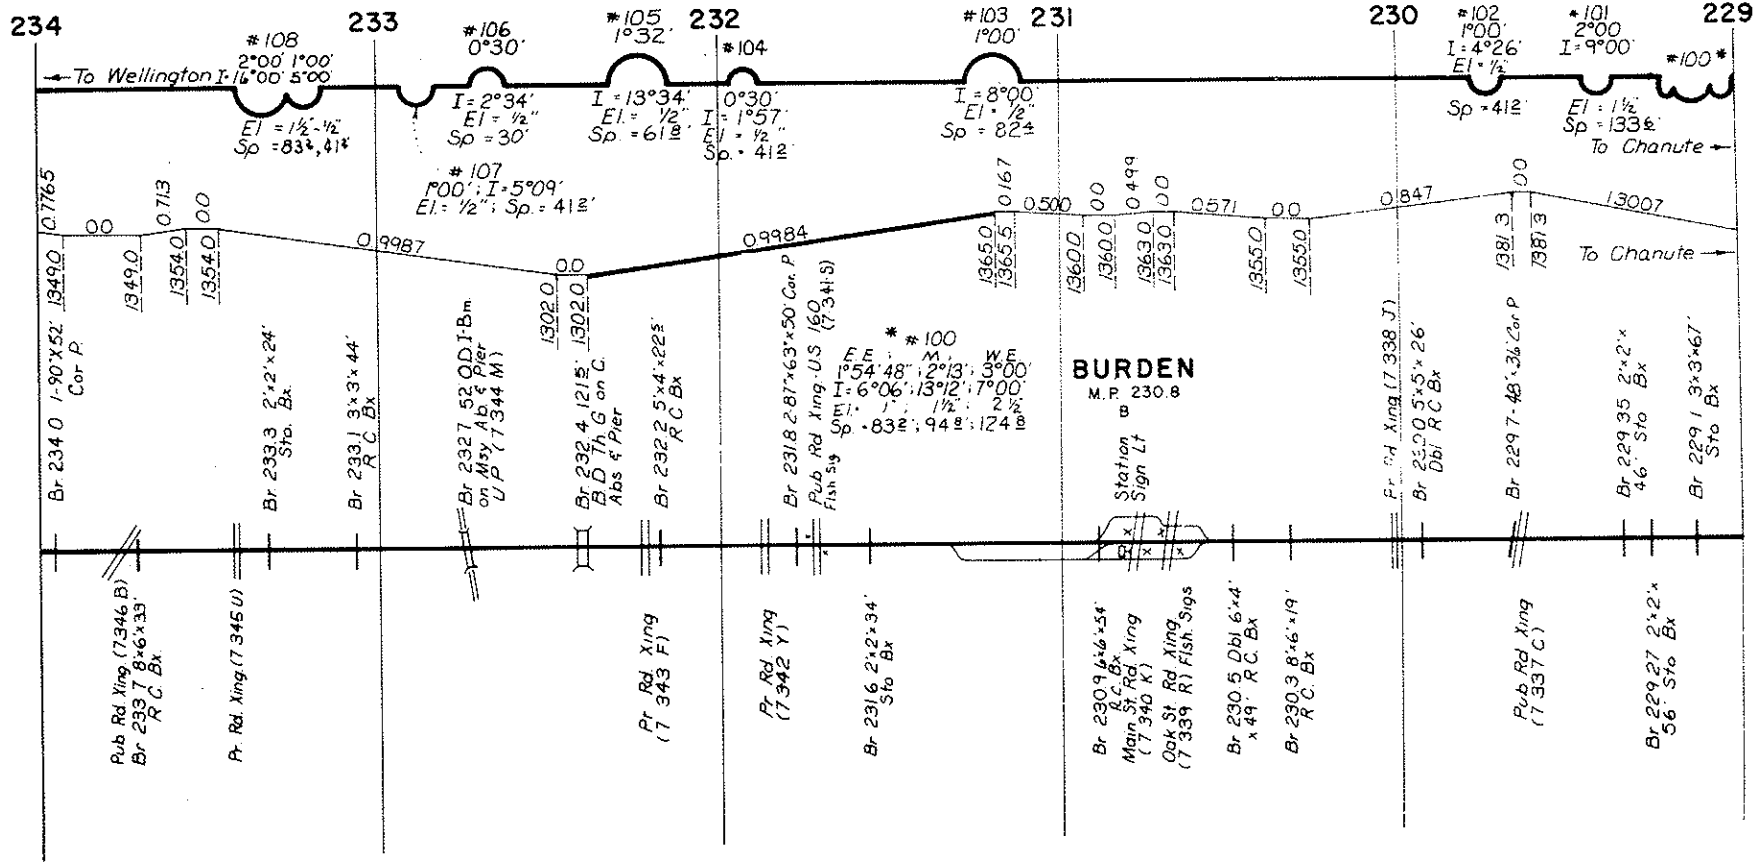 234
233
232
231
230
229
#108
2°00' 1°00'
I=16°00' 5°00'
El = 1½"-½"
Sp = 83², 41²
← To Wellington
#107
1°00'; I=5°09'
El. = ½"; Sp. = 41²'
#106
0°30'
I = 2°34'
El = ½"
Sp = 30'
#105
1°32'
I = 13°34'
El. = ½"
Sp. = 61⁸'
#104
0°30'
I = 1°57'
El = ½"
Sp. = 41²
#103
1°00'
I = 8°00'
El = ½"
Sp = 82⁴
#102
1°00'
I = 4°26'
El = ½"
Sp = 41²'
#101
2°00'
I = 9°00'
El = 1½"
Sp = 133⁶'
#100 *
To Chanute →
0.7765
0.0
0.713
0.0
0.9987
0.0
0.9984
0.167
0.500
0.0
0.499
0.0
0.571
0.0
0.847
0.0
1.3007
1349.0
1349.0
1354.0
1354.0
1302.0
1302.0
1365.0
1365.5
1360.0
1360.0
1363.0
1363.0
1355.0
1355.0
1381.3
1381.3
To Chanute →
Br. 234.0 1-90"x52'
Cor P.
Br. 233.3 2'x2'x24'
Sto. Bx.
Br 233.1 3'x3'x44'
R C Bx
Br 232.7 52' O.D. I-Bm
on Msy Ab. & Pier
U P (7 344 M)
Br 232.4 121⁵'
B D Th G on C.
Abs & Pier
Br 232.2 5'x4'x22⁵'
R C Bx
Br 231.8 2-87"x63"x50' Cor. P
Pub Rd Xing-U.S 160
Flsh Sig (7 341-S)
* #100
E.E ; M ; W.E
1°54'48"; 2°13'; 3°00'
I = 6°06'; 13°12'; 7°00'
El = 1"; 1½"; 2½
Sp. = 83²'; 94⁸'; 124⁸
BURDEN
M.P. 230.8
B
Station
Sign Lt
Pr Rd Xing (7 338 J)
Br 230.0 5'x5'x26'
Dbl R C Bx
Br 229.7-48"-36' Cor P
Br 229.35 2'x2'x
46' Sto Bx
Br 229.1 3'x3'x67'
Sto Bx
Pub Rd. Xing (7 346 B)
Br 233.7 8'x6'x33'
R C. Bx
Pr. Rd. Xing. (7 345 U)
Pr Rd. Xing
(7 343 F)
Pr Rd. Xing
(7 342 Y)
Br 231.6 2'x2'x34'
Sto Bx
Br 230.9 6'x6'x54'
R.C. Bx
Main St. Rd. Xing
(7 340 K)
Oak St. Rd. Xing
(7 339 R) Flsh. Sigs
Br 230.5 Dbl 6'x4'
x 49' R C. Bx
Br 230.3 8'x6'x19'
R C. Bx
Pub Rd Xing
(7 337 C)
Br 229.27 2'x2'x
56' Sto Bx